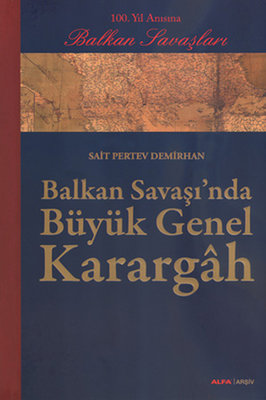 100. Yıl Anısına
Balkan Savaşları
SAİT PERTEV DEMİRHAN
Balkan Savaşı'nda
Büyük Genel
Karargâh
ALFA | ARŞİV